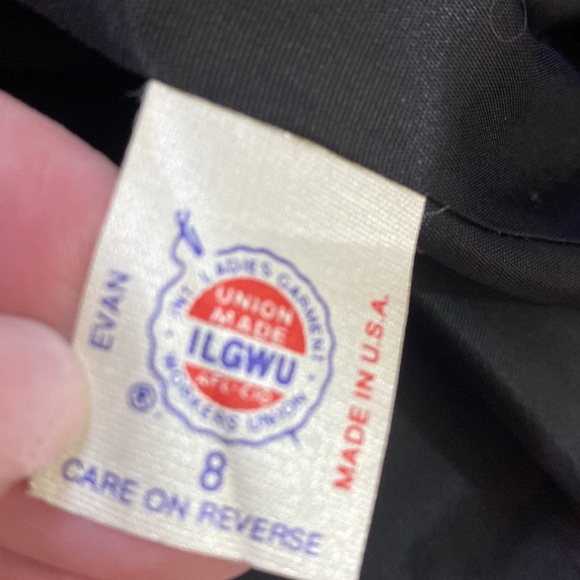 EVAN
INT. LADIES GARMENT
WORKERS UNION
UNION
MADE
ILGWU
AFL-CIO
®
MADE IN U.S.A.
8
CARE ON REVERSE